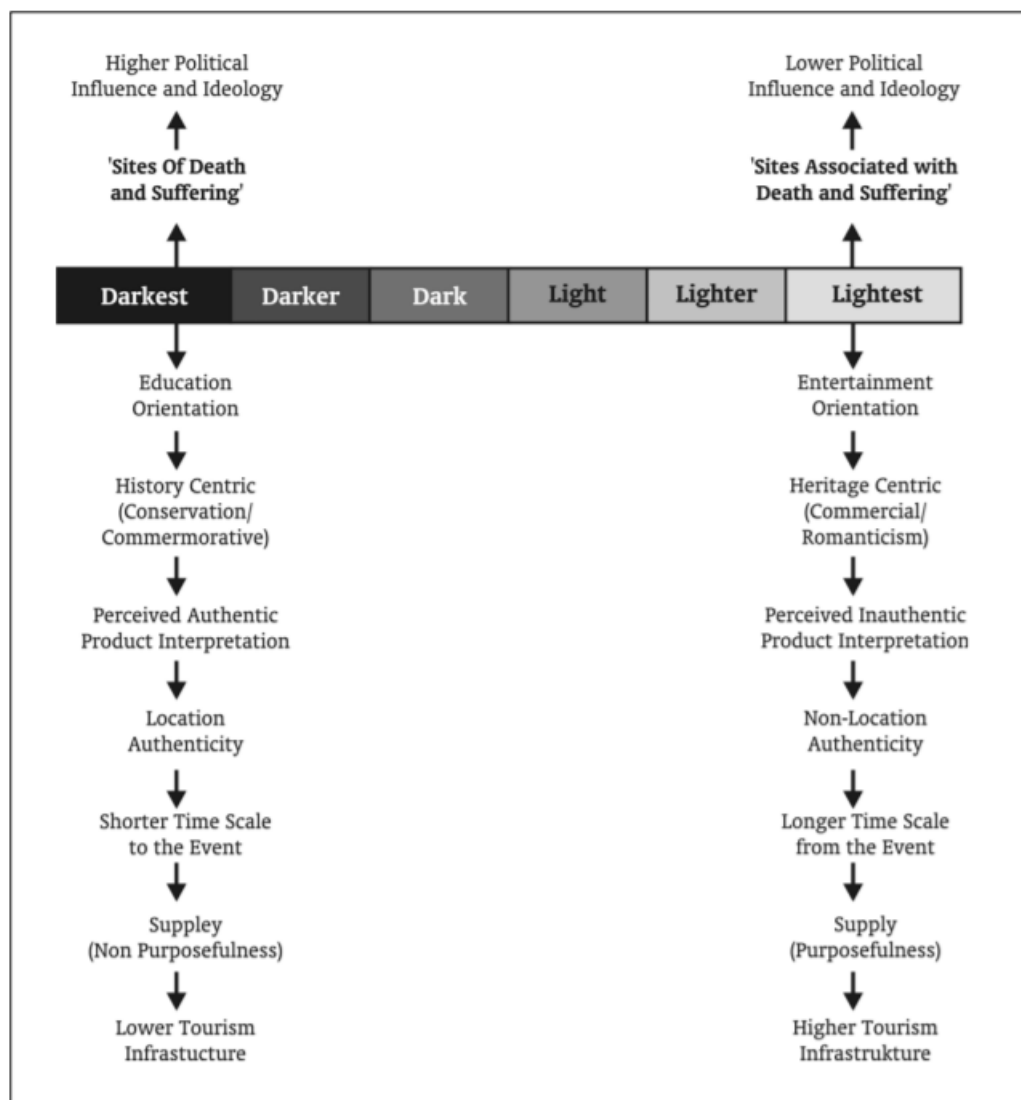 Higher Political
Influence and Ideology
'Sites Of Death
and Suffering'
Lower Political
Influence and Ideology
'Sites Associated with
Death and Suffering'
Darkest
Darker
Dark
Light
Lighter
Lightest
Education
Orientation
History Centric
(Conservation/
Commermorative)
Perceived Authentic
Product Interpretation
Location
Authenticity
Shorter Time Scale
to the Event
Suppley
(Non Purposefulness)
Lower Tourism
Infrastucture
Entertainment
Orientation
Heritage Centric
(Commercial/
Romanticism)
Perceived Inauthentic
Product Interpretation
Non-Location
Authenticity
Longer Time Scale
from the Event
Supply
(Purposefulness)
Higher Tourism
Infrastrukture